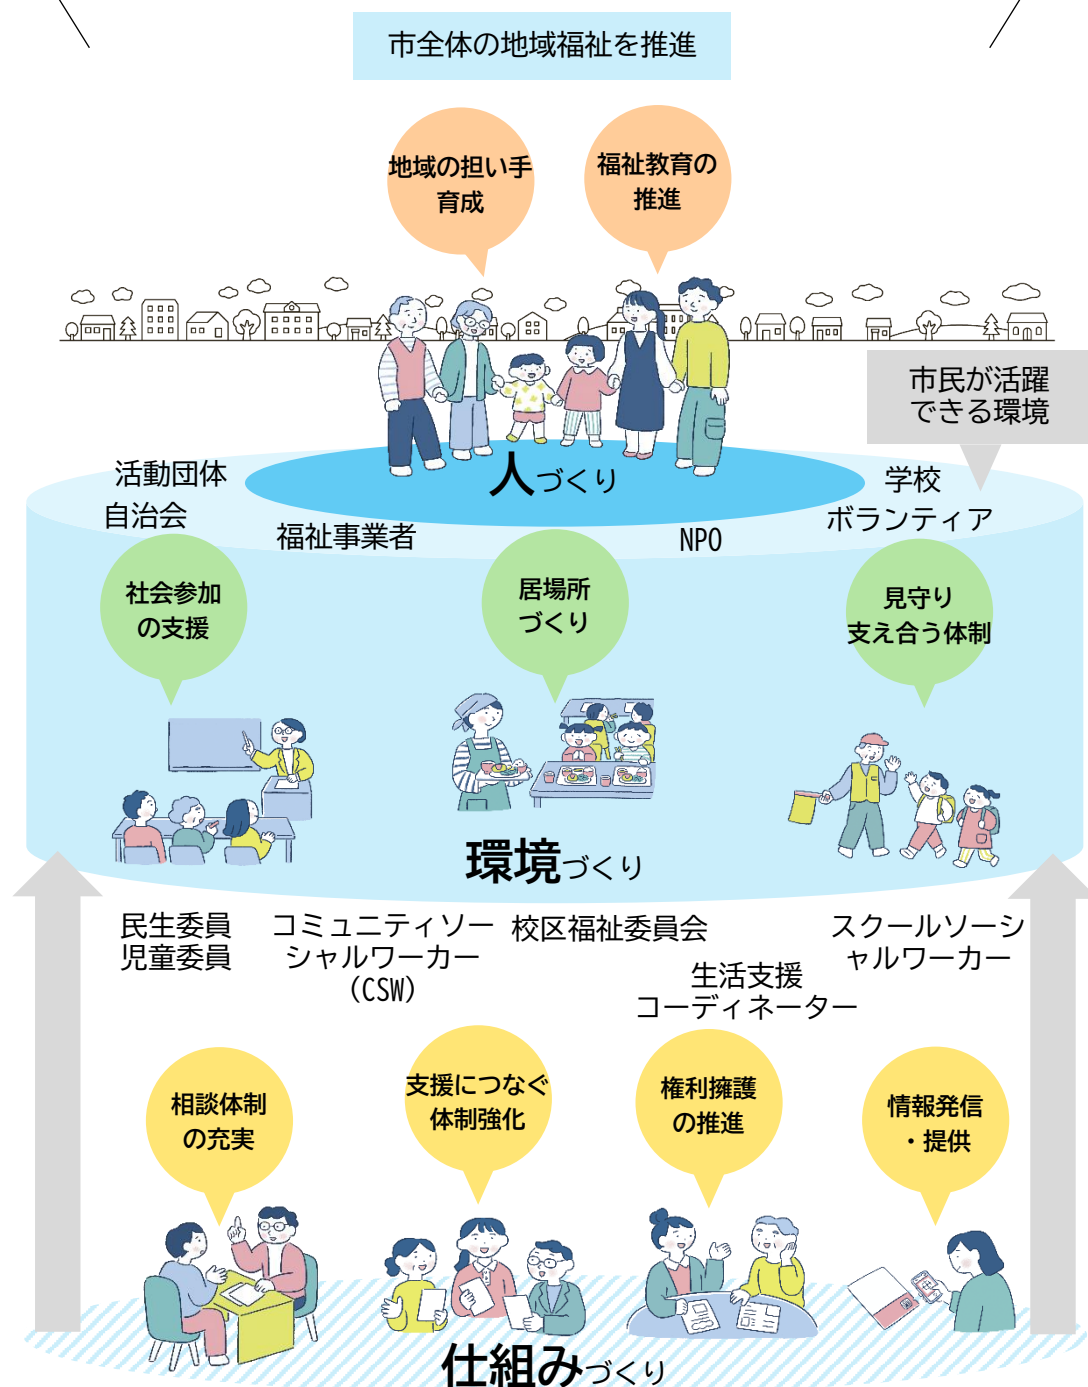 市全体の地域福祉を推進
地域の担い手
育成
福祉教育の
推進
市民が活躍
できる環境
人づくり
活動団体
自治会
福祉事業者
NPO
学校
ボランティア
社会参加
の支援
居場所
づくり
見守り
支え合う体制
環境づくり
民生委員
児童委員
コミュニティソー
シャルワーカー
(CSW)
校区福祉委員会
生活支援
コーディネーター
スクールソーシ
ャルワーカー
相談体制
の充実
支援につなぐ
体制強化
権利擁護
の推進
情報発信
・提供
仕組みづくり